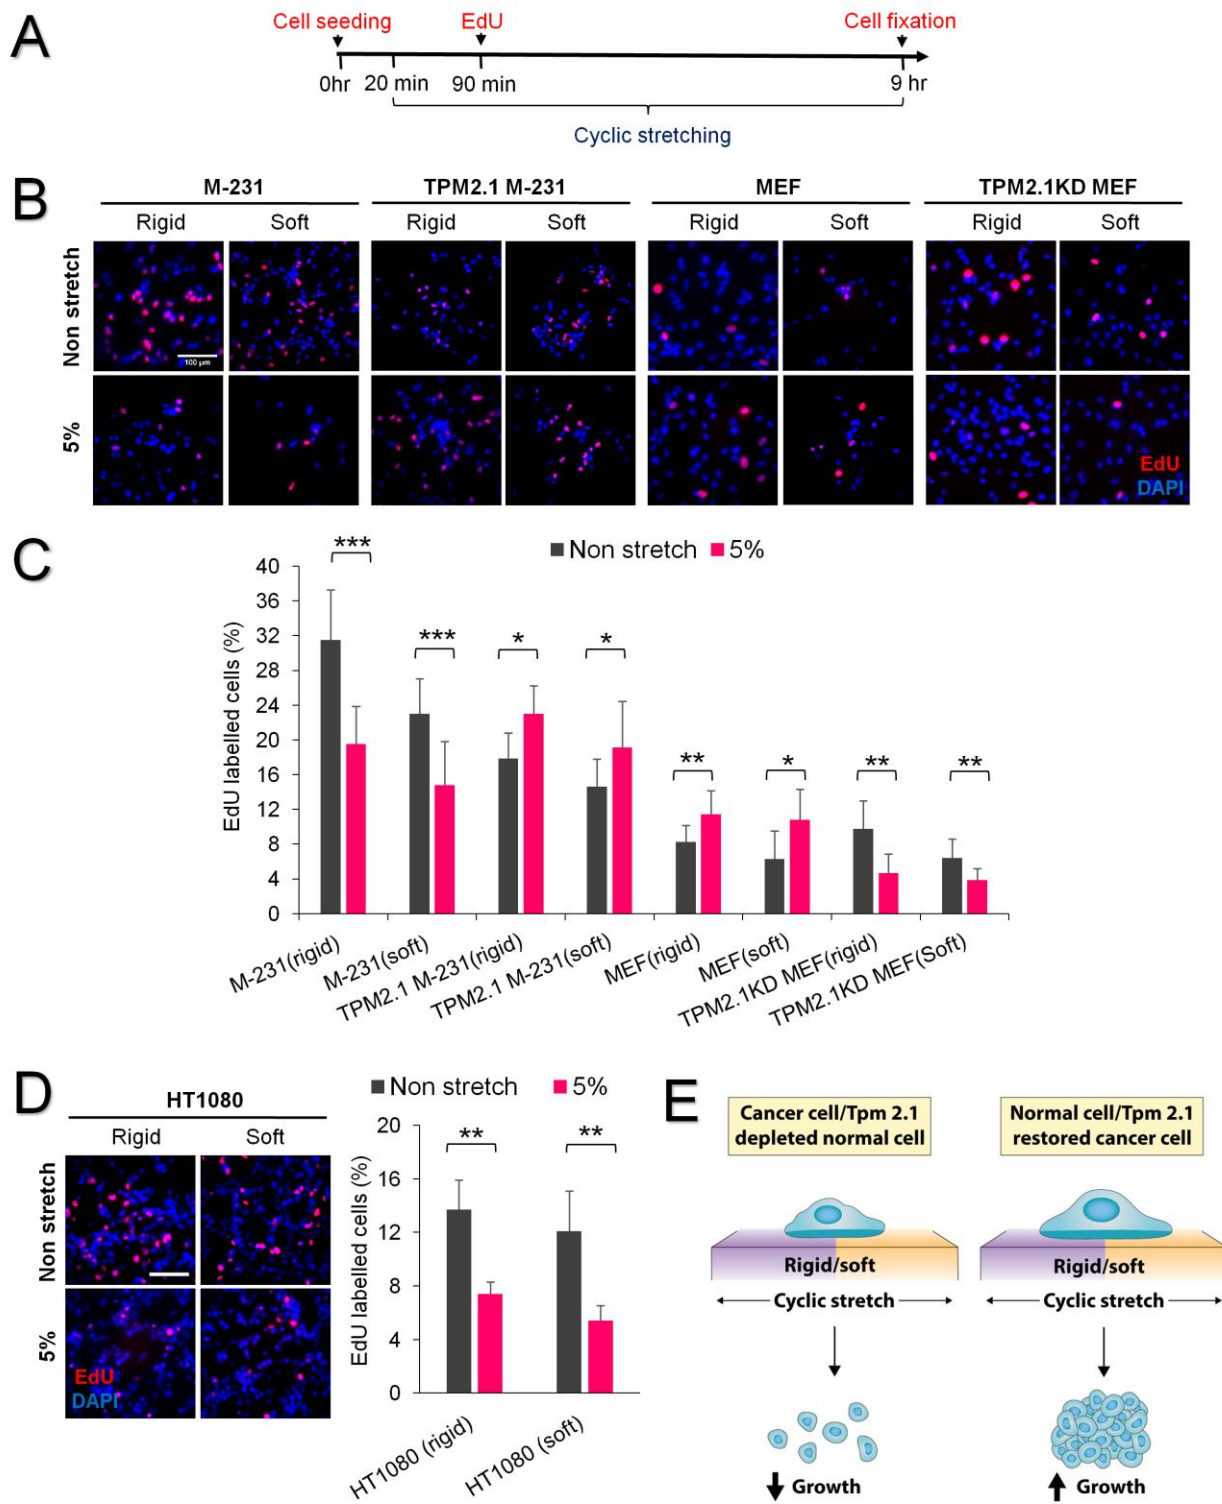 A
Cell seeding EdU Cell fixation
0hr 20 min 90 min 9 hr
Cyclic stretching
B
M-231 TPM2.1 M-231 MEF TPM2.1KD MEF
Rigid Soft Rigid Soft Rigid Soft Rigid Soft
Non stretch
100 µm
5%
EdU
DAPI
C
Non stretch 5%
EdU labelled cells (%)
40
36
32
28
24
20
16
12
8
4
0
*** *** * * ** * ** **
M-231(rigid)
M-231(soft)
TPM2.1 M-231(rigid)
TPM2.1 M-231(soft)
MEF(rigid)
MEF(soft)
TPM2.1KD MEF(rigid)
TPM2.1KD MEF(Soft)
D
HT1080
Rigid Soft
Non stretch
5%
EdU
DAPI
Non stretch 5%
EdU labelled cells (%)
20
16
12
8
4
0
** **
HT1080 (rigid)
HT1080 (soft)
E
Cancer cell/Tpm 2.1
depleted normal cell
Rigid/soft
Cyclic stretch
Growth
Normal cell/Tpm 2.1
restored cancer cell
Rigid/soft
Cyclic stretch
Growth